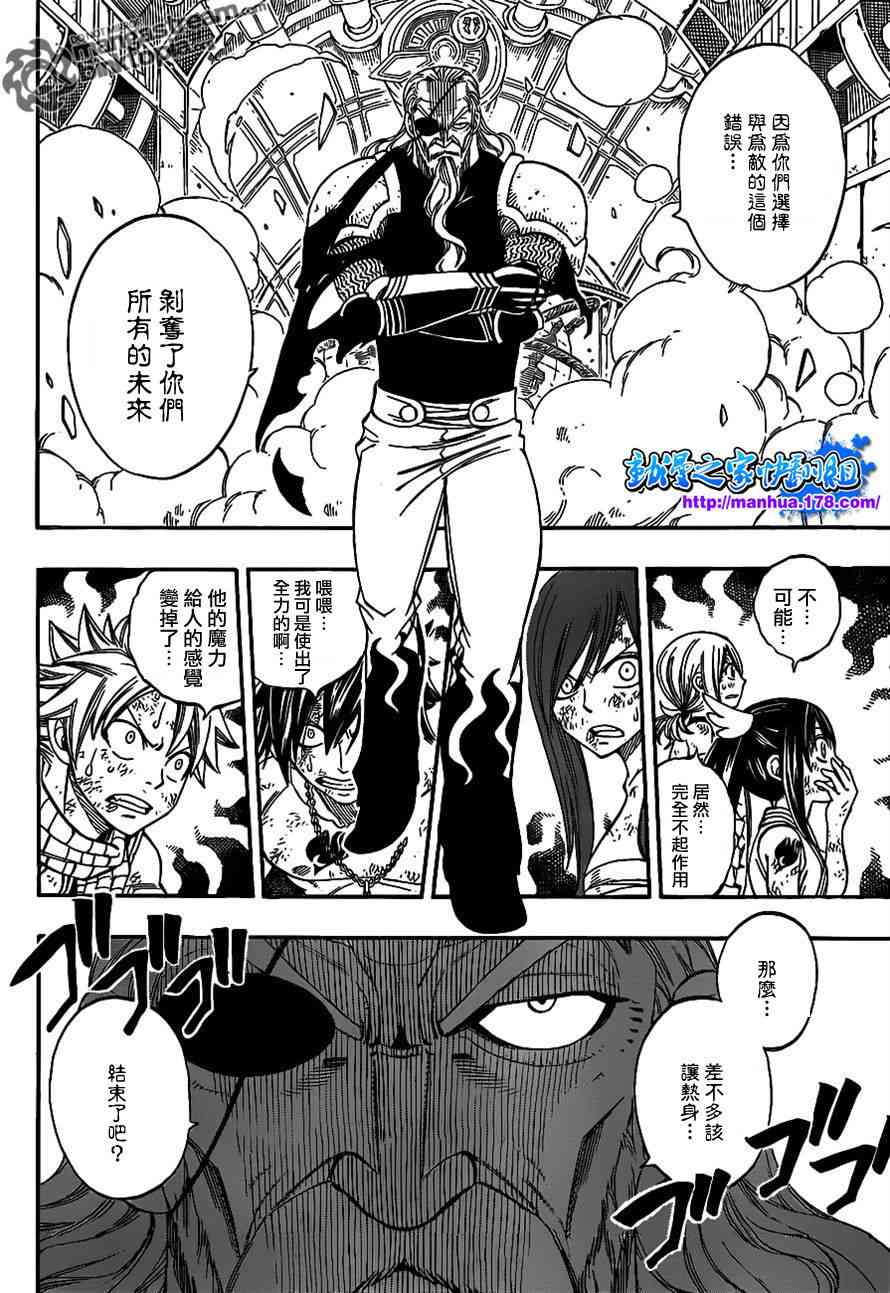 因爲你們選擇
與爲敵的這個
錯誤…
剝奪了你們
所有的未來
動漫之家快翻組
http://manhua.178.com/
不…
可能…
居然…
完全不起作用
喂喂…
我可是使出了
全力的啊…
他的魔力
給人的感覺
變掉了…
ゴゴゴ
那麼…
差不多該
讓熱身…
結束了吧?
ゴゴゴ